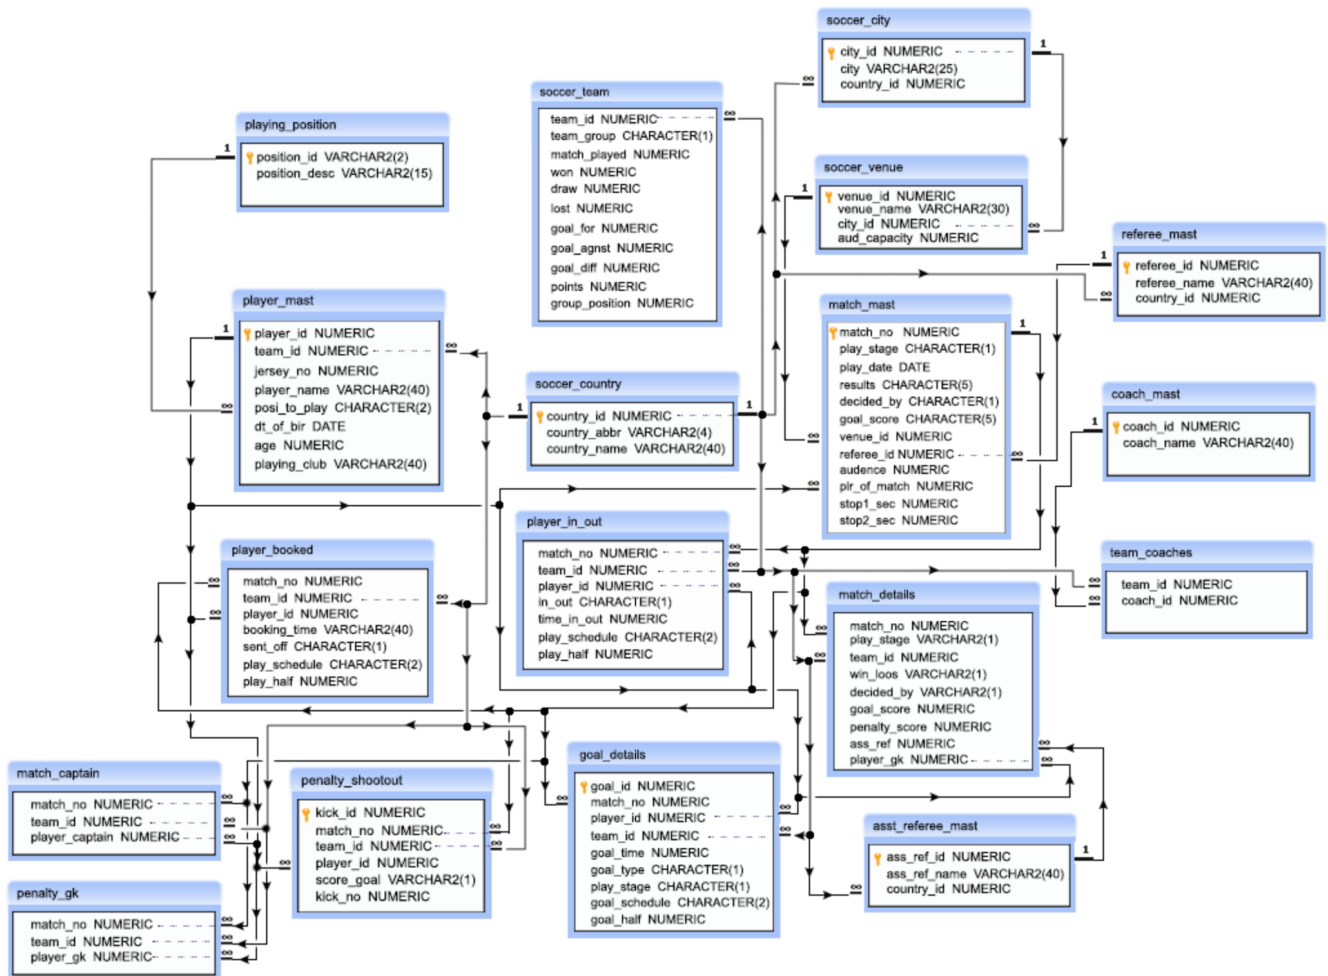 soccer_city
city_id NUMERIC
city VARCHAR2(25)
country_id NUMERIC
1
∞
soccer_team
team_id NUMERIC
team_group CHARACTER(1)
match_played NUMERIC
won NUMERIC
draw NUMERIC
lost NUMERIC
goal_for NUMERIC
goal_agnst NUMERIC
goal_diff NUMERIC
points NUMERIC
group_position NUMERIC
∞
playing_position
position_id VARCHAR2(2)
position_desc VARCHAR2(15)
1
soccer_venue
venue_id NUMERIC
venue_name VARCHAR2(30)
city_id NUMERIC
aud_capacity NUMERIC
1
∞
referee_mast
referee_id NUMERIC
referee_name VARCHAR2(40)
country_id NUMERIC
1
∞
player_mast
player_id NUMERIC
team_id NUMERIC
jersey_no NUMERIC
player_name VARCHAR2(40)
posi_to_play CHARACTER(2)
dt_of_bir DATE
age NUMERIC
playing_club VARCHAR2(40)
1
∞
∞
match_mast
match_no NUMERIC
play_stage CHARACTER(1)
play_date DATE
results CHARACTER(5)
decided_by CHARACTER(1)
goal_score CHARACTER(5)
venue_id NUMERIC
referee_id NUMERIC
audence NUMERIC
plr_of_match NUMERIC
stop1_sec NUMERIC
stop2_sec NUMERIC
1
∞
∞
∞
soccer_country
country_id NUMERIC
country_abbr VARCHAR2(4)
country_name VARCHAR2(40)
1
1
coach_mast
coach_id NUMERIC
coach_name VARCHAR2(40)
1
player_in_out
match_no NUMERIC
team_id NUMERIC
player_id NUMERIC
in_out CHARACTER(1)
time_in_out NUMERIC
play_schedule CHARACTER(2)
play_half NUMERIC
∞
∞
∞
player_booked
match_no NUMERIC
team_id NUMERIC
player_id NUMERIC
booking_time VARCHAR2(40)
sent_off CHARACTER(1)
play_schedule CHARACTER(2)
play_half NUMERIC
∞
∞
∞
team_coaches
team_id NUMERIC
coach_id NUMERIC
∞
∞
match_details
match_no NUMERIC
play_stage VARCHAR2(1)
team_id NUMERIC
win_loos VARCHAR2(1)
decided_by VARCHAR2(1)
goal_score NUMERIC
penalty_score NUMERIC
ass_ref NUMERIC
player_gk NUMERIC
∞
∞
∞
∞
match_captain
match_no NUMERIC
team_id NUMERIC
player_captain NUMERIC
∞
∞
∞
penalty_shootout
kick_id NUMERIC
match_no NUMERIC
team_id NUMERIC
player_id NUMERIC
score_goal VARCHAR2(1)
kick_no NUMERIC
∞
∞
∞
goal_details
goal_id NUMERIC
match_no NUMERIC
player_id NUMERIC
team_id NUMERIC
goal_time NUMERIC
goal_type CHARACTER(1)
play_stage CHARACTER(1)
goal_schedule CHARACTER(2)
goal_half NUMERIC
∞
∞
∞
asst_referee_mast
ass_ref_id NUMERIC
ass_ref_name VARCHAR2(40)
country_id NUMERIC
1
∞
penalty_gk
match_no NUMERIC
team_id NUMERIC
player_gk NUMERIC
∞
∞
∞